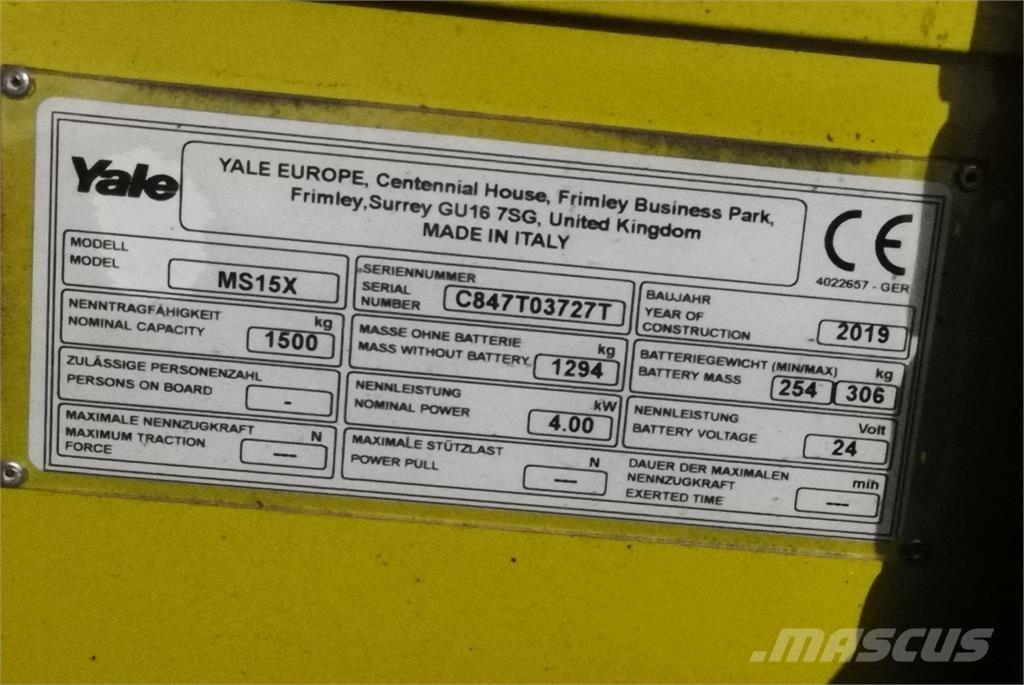 Yale
YALE EUROPE, Centennial House, Frimley Business Park,
Frimley,Surrey GU16 7SG, United Kingdom
MADE IN ITALY
CE
4022657 - GER
MODELL
MODEL
MS15X
SERIENNUMMER
SERIAL
NUMBER
C847T03727T
BAUJAHR
YEAR OF
CONSTRUCTION
2019
NENNTRAGFÄHIGKEIT
NOMINAL CAPACITY
kg
1500
MASSE OHNE BATTERIE
MASS WITHOUT BATTERY
kg
1294
BATTERIEGEWICHT (MIN/MAX)
BATTERY MASS
kg
254 306
ZULÄSSIGE PERSONENZAHL
PERSONS ON BOARD
-
NENNLEISTUNG
NOMINAL POWER
kW
4.00
NENNLEISTUNG
BATTERY VOLTAGE
Volt
24
MAXIMALE NENNZUGKRAFT
MAXIMUM TRACTION
FORCE
N
---
MAXIMALE STÜTZLAST
POWER PULL
N
---
DAUER DER MAXIMALEN
NENNZUGKRAFT
EXERTED TIME
min
---
MASCUS